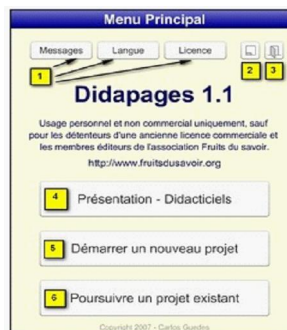 Menu Principal
Messages Langue Licence
1 2 3
Didapages 1.1
Usage personnel et non commercial uniquement, sauf
pour les détenteurs d'une ancienne licence commerciale et
les membres éditeurs de l'association Fruits du savoir.
http://www.fruitsdusavoir.org
4 Présentation - Didacticiels
5 Démarrer un nouveau projet
6 Poursuivre un projet existant
Copyright 2007 - Carlos Guedes